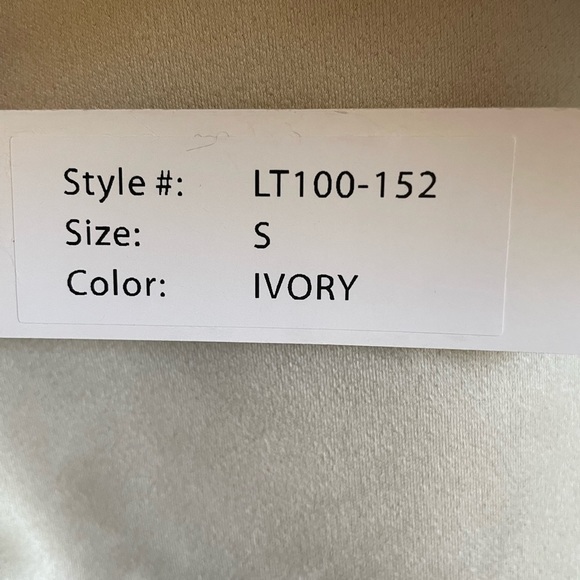 Style #: LT100-152
Size: S
Color: IVORY